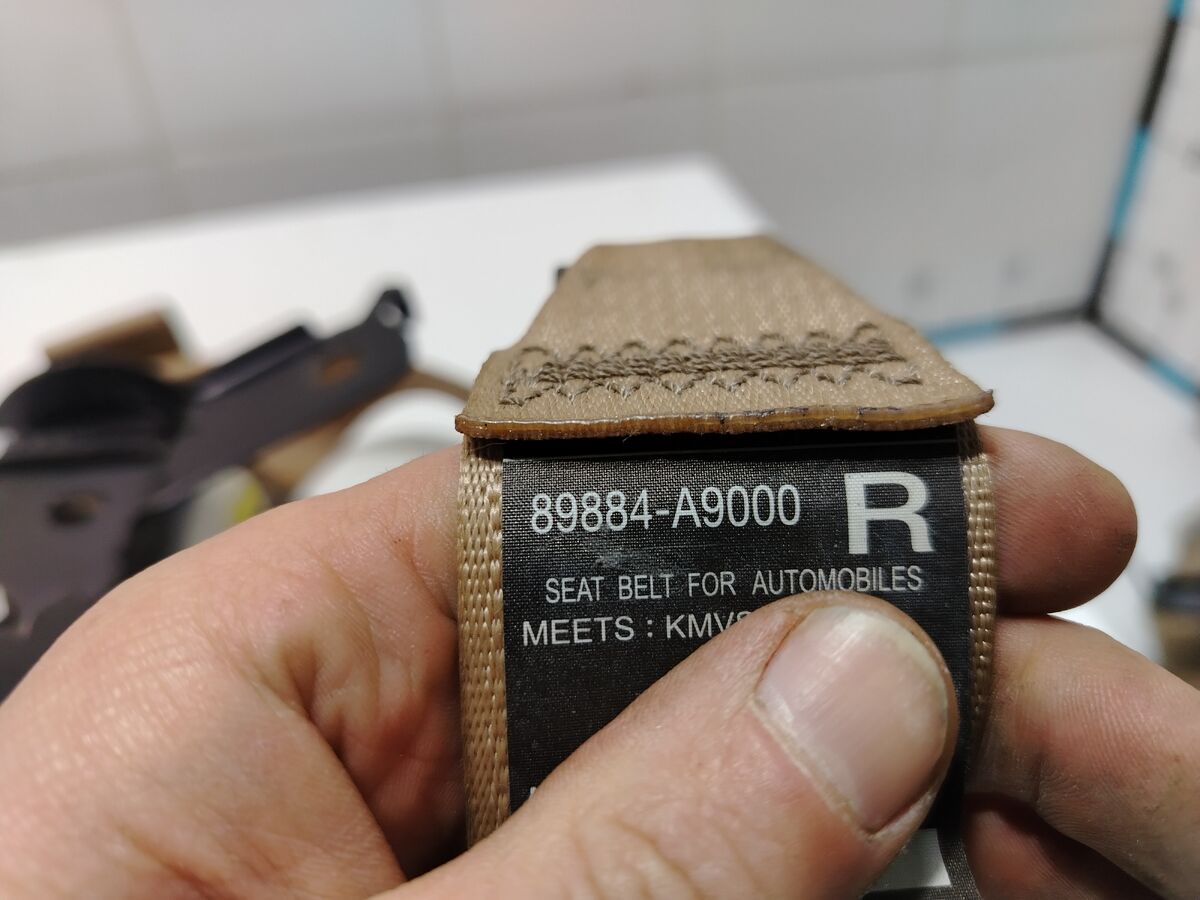 89884-A9000 R
SEAT BELT FOR AUTOMOBILES
MEETS :